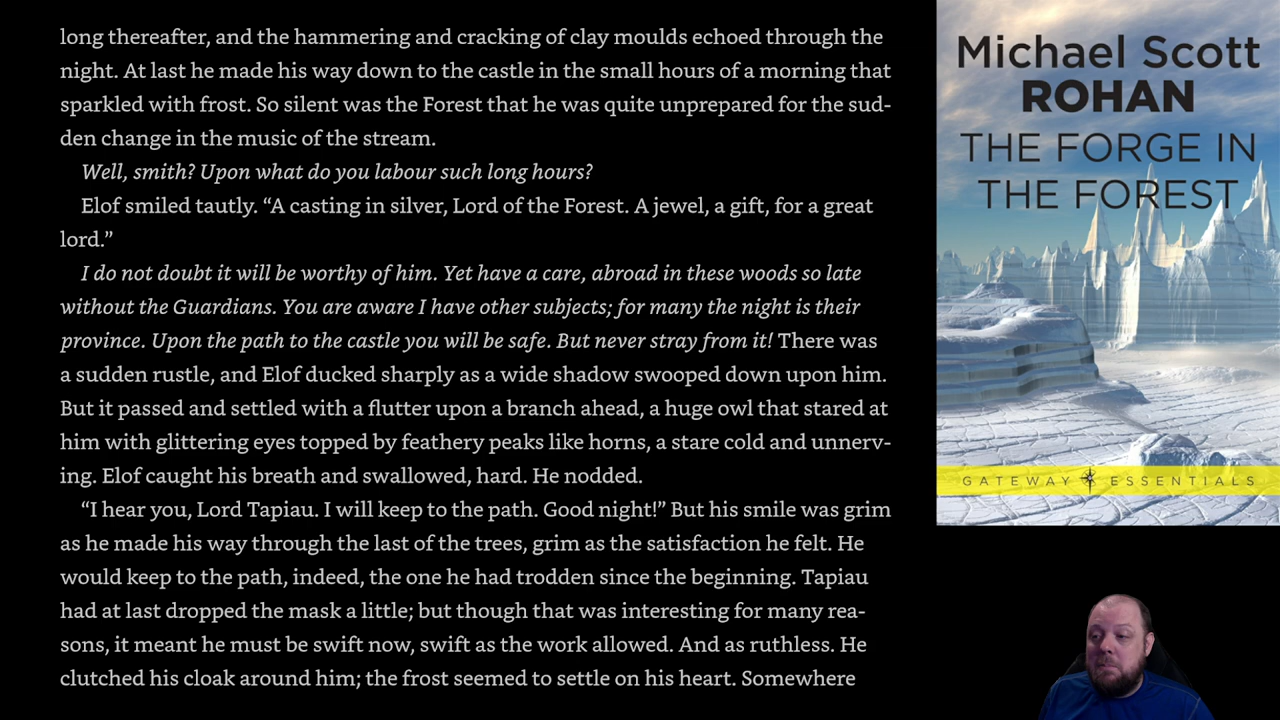 long thereafter, and the hammering and cracking of clay moulds echoed through the
night. At last he made his way down to the castle in the small hours of a morning that
sparkled with frost. So silent was the Forest that he was quite unprepared for the sud-
den change in the music of the stream.
Well, smith? Upon what do you labour such long hours?
Elof smiled tautly. “A casting in silver, Lord of the Forest. A jewel, a gift, for a great
lord.”
I do not doubt it will be worthy of him. Yet have a care, abroad in these woods so late
without the Guardians. You are aware I have other subjects; for many the night is their
province. Upon the path to the castle you will be safe. But never stray from it! There was
a sudden rustle, and Elof ducked sharply as a wide shadow swooped down upon him.
But it passed and settled with a flutter upon a branch ahead, a huge owl that stared at
him with glittering eyes topped by feathery peaks like horns, a stare cold and unnerv-
ing. Elof caught his breath and swallowed, hard. He nodded.
“I hear you, Lord Tapiau. I will keep to the path. Good night!” But his smile was grim
as he made his way through the last of the trees, grim as the satisfaction he felt. He
would keep to the path, indeed, the one he had trodden since the beginning. Tapiau
had at last dropped the mask a little; but though that was interesting for many rea-
sons, it meant he must be swift now, swift as the work allowed. And as ruthless. He
clutched his cloak around him; the frost seemed to settle on his heart. Somewhere
Michael Scott
ROHAN
THE FORGE IN
THE FOREST
GATEWAY ESSENTIALS